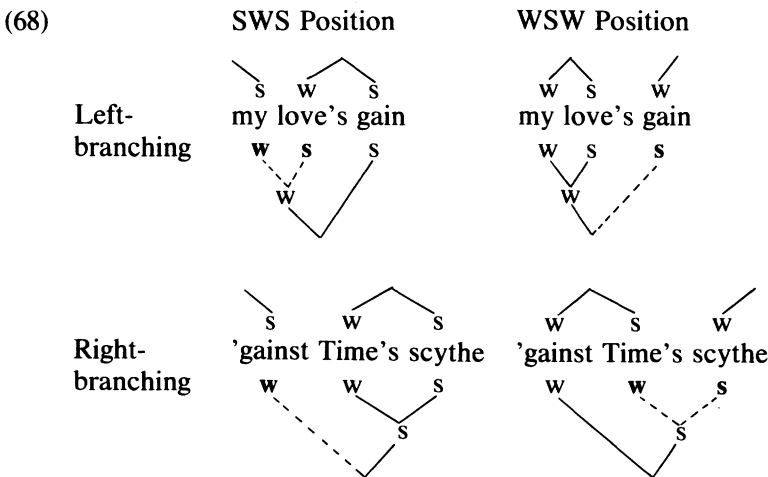 (68) SWS Position WSW Position
S W S W S W
Left- my love's gain my love's gain
branching w s s W S s
W W
S W S W S W
Right- 'gainst Time's scythe 'gainst Time's scythe
branching w W S W w s
S S